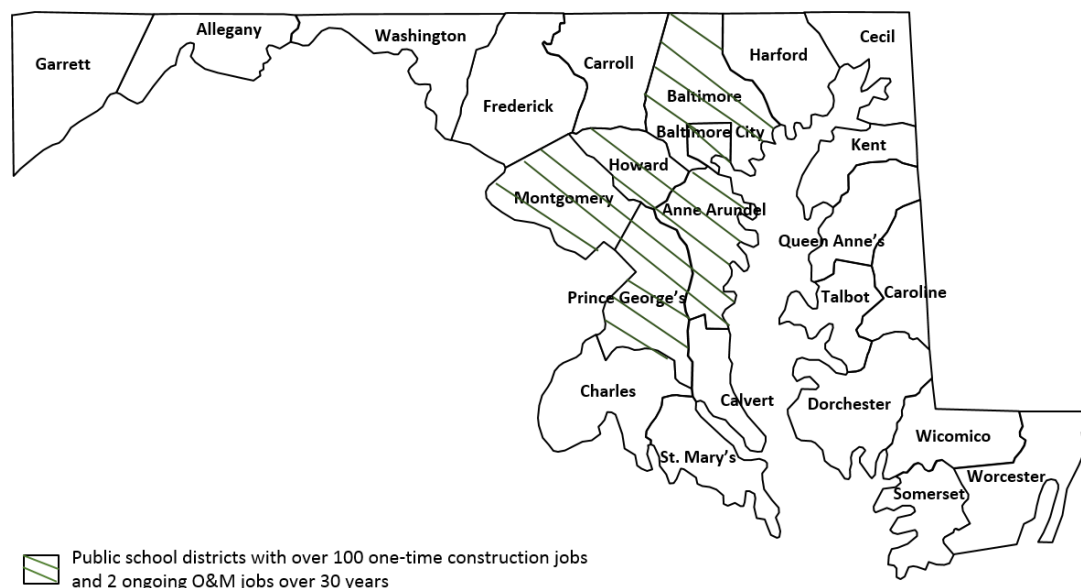 Garrett
Allegany
Washington
Frederick
Carroll
Baltimore
Baltimore City
Harford
Cecil
Kent
Howard
Montgomery
Anne Arundel
Queen Anne's
Talbot
Caroline
Prince George's
Charles
Calvert
St. Mary's
Dorchester
Wicomico
Somerset
Worcester
Public school districts with over 100 one-time construction jobs
and 2 ongoing O&M jobs over 30 years